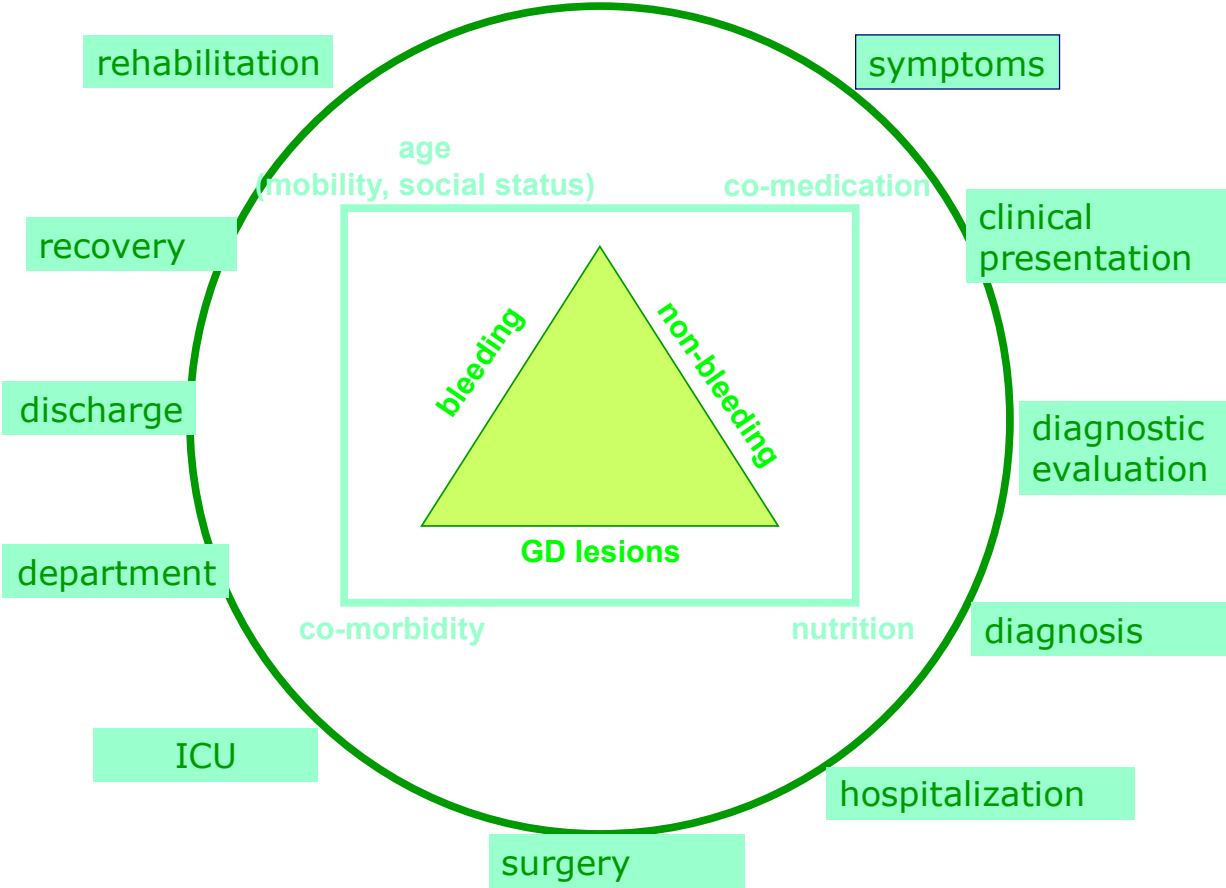 rehabilitation
symptoms
age
(mobility, social status)
co-medication
clinical
presentation
recovery
bleeding
non-bleeding
discharge
diagnostic
evaluation
GD lesions
department
co-morbidity
nutrition
diagnosis
ICU
hospitalization
surgery